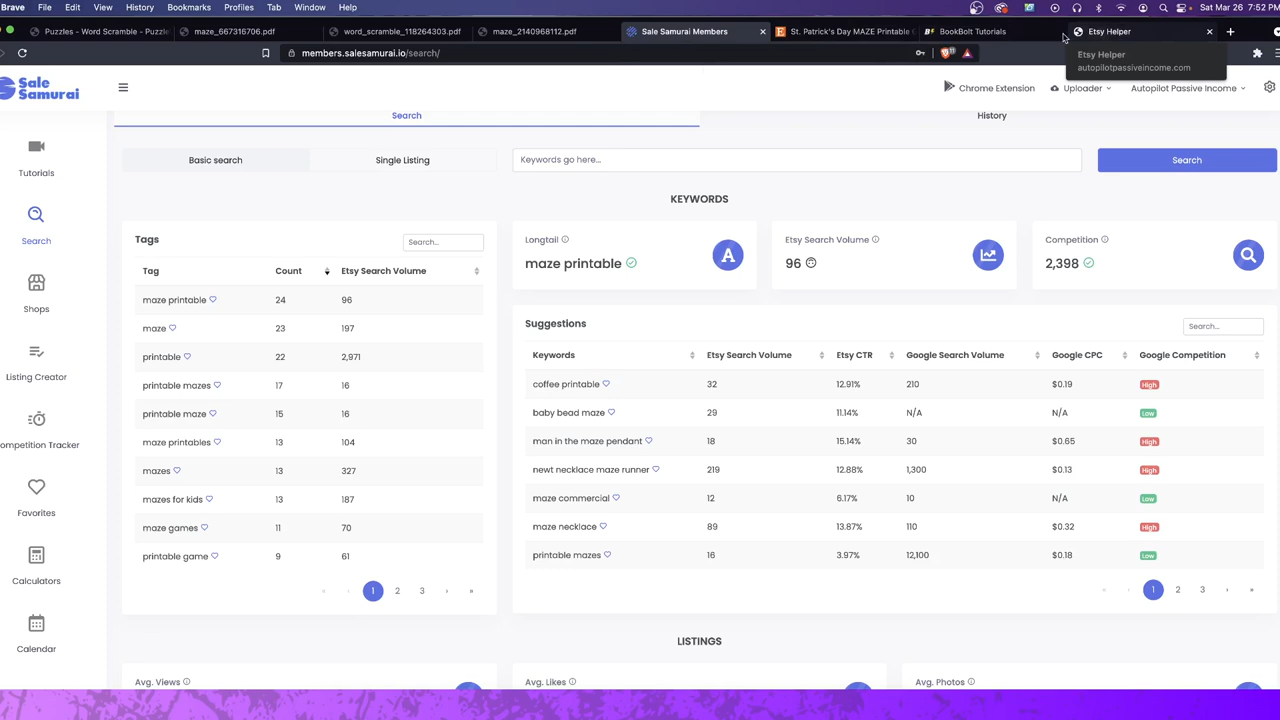 Brave File Edit View History Bookmarks Profiles Tab Window Help Sat Mar 26 7:52 PM
Puzzles - Word Scramble - Puzzle maze_667316706.pdf word_scramble_118264303.pdf maze_2140968112.pdf Sale Samurai Members St. Patrick's Day MAZE Printable BookBolt Tutorials Etsy Helper
members.salesamurai.io/search/
Etsy Helper
autopilotpassiveincome.com
Sale Samurai
Chrome Extension Uploader Autopilot Passive Income
Search History
Basic search Single Listing Keywords go here... Search
Tutorials
Search
Shops
Listing Creator
ompetition Tracker
Favorites
Calculators
Calendar
KEYWORDS
Tags Search...
Tag Count Etsy Search Volume
maze printable 24 96
maze 23 197
printable 22 2,971
printable mazes 17 16
printable maze 15 16
maze printables 13 104
mazes 13 327
mazes for kids 13 187
maze games 11 70
printable game 9 61
« ‹ 1 2 3 › »
Longtail
maze printable
Etsy Search Volume
96
Competition
2,398
Suggestions Search...
Keywords Etsy Search Volume Etsy CTR Google Search Volume Google CPC Google Competition
coffee printable 32 12.91% 210 $0.19 High
baby bead maze 29 11.14% N/A N/A Low
man in the maze pendant 18 15.14% 30 $0.65 High
newt necklace maze runner 219 12.88% 1,300 $0.13 High
maze commercial 12 6.17% 10 N/A Low
maze necklace 89 13.87% 110 $0.32 High
printable mazes 16 3.97% 12,100 $0.18 Low
« ‹ 1 2 3 › »
LISTINGS
Avg. Views Avg. Likes Avg. Photos